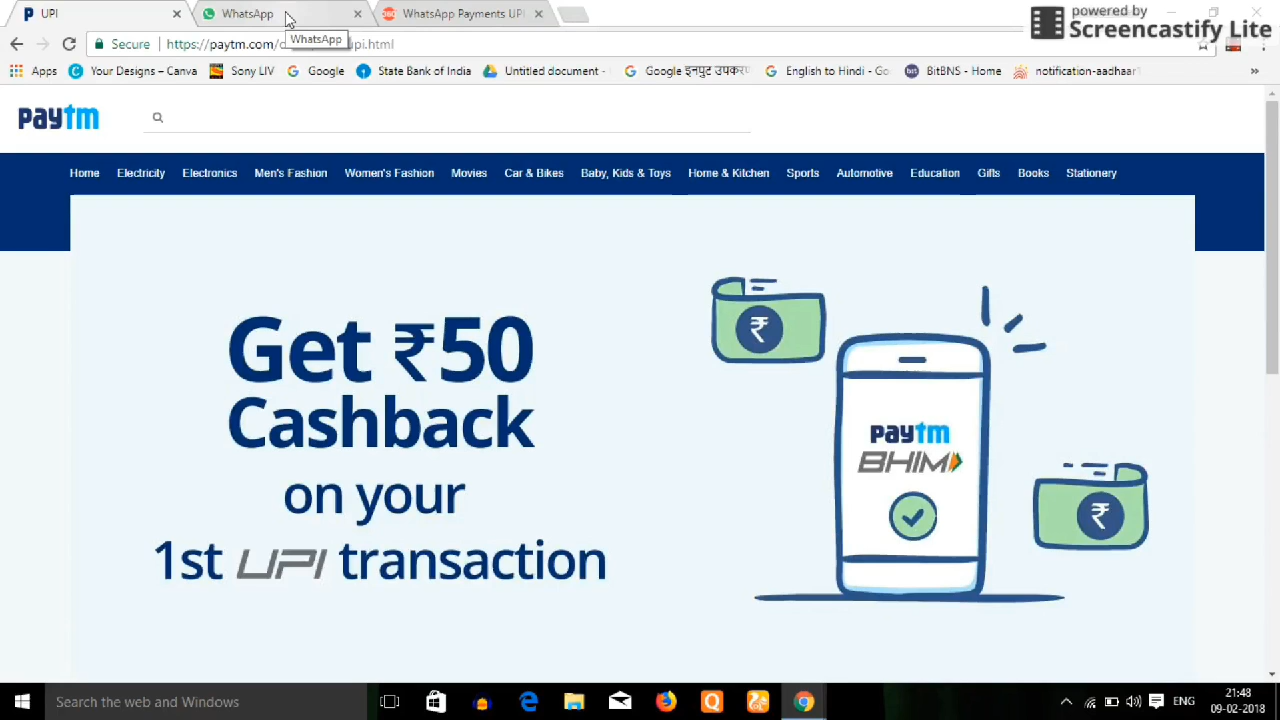 UPI
WhatsApp
WhatsApp Payments UPI
powered by
Screencastify Lite
WhatsApp
Secure
https://paytm.com/
upi.html
Apps
Your Designs – Canva
Sony LIV
Google
State Bank of India
Untitled document -
Google इनपुट उपकरण
English to Hindi - Go
BitBNS - Home
notification-aadhaar
»
paytm
Home
Electricity
Electronics
Men's Fashion
Women's Fashion
Movies
Car & Bikes
Baby, Kids & Toys
Home & Kitchen
Sports
Automotive
Education
Gifts
Books
Stationery
Get ₹50
Cashback
on your
1st UPI transaction
₹
paytm
BHIM
₹
Search the web and Windows
ENG
21:48
09-02-2018